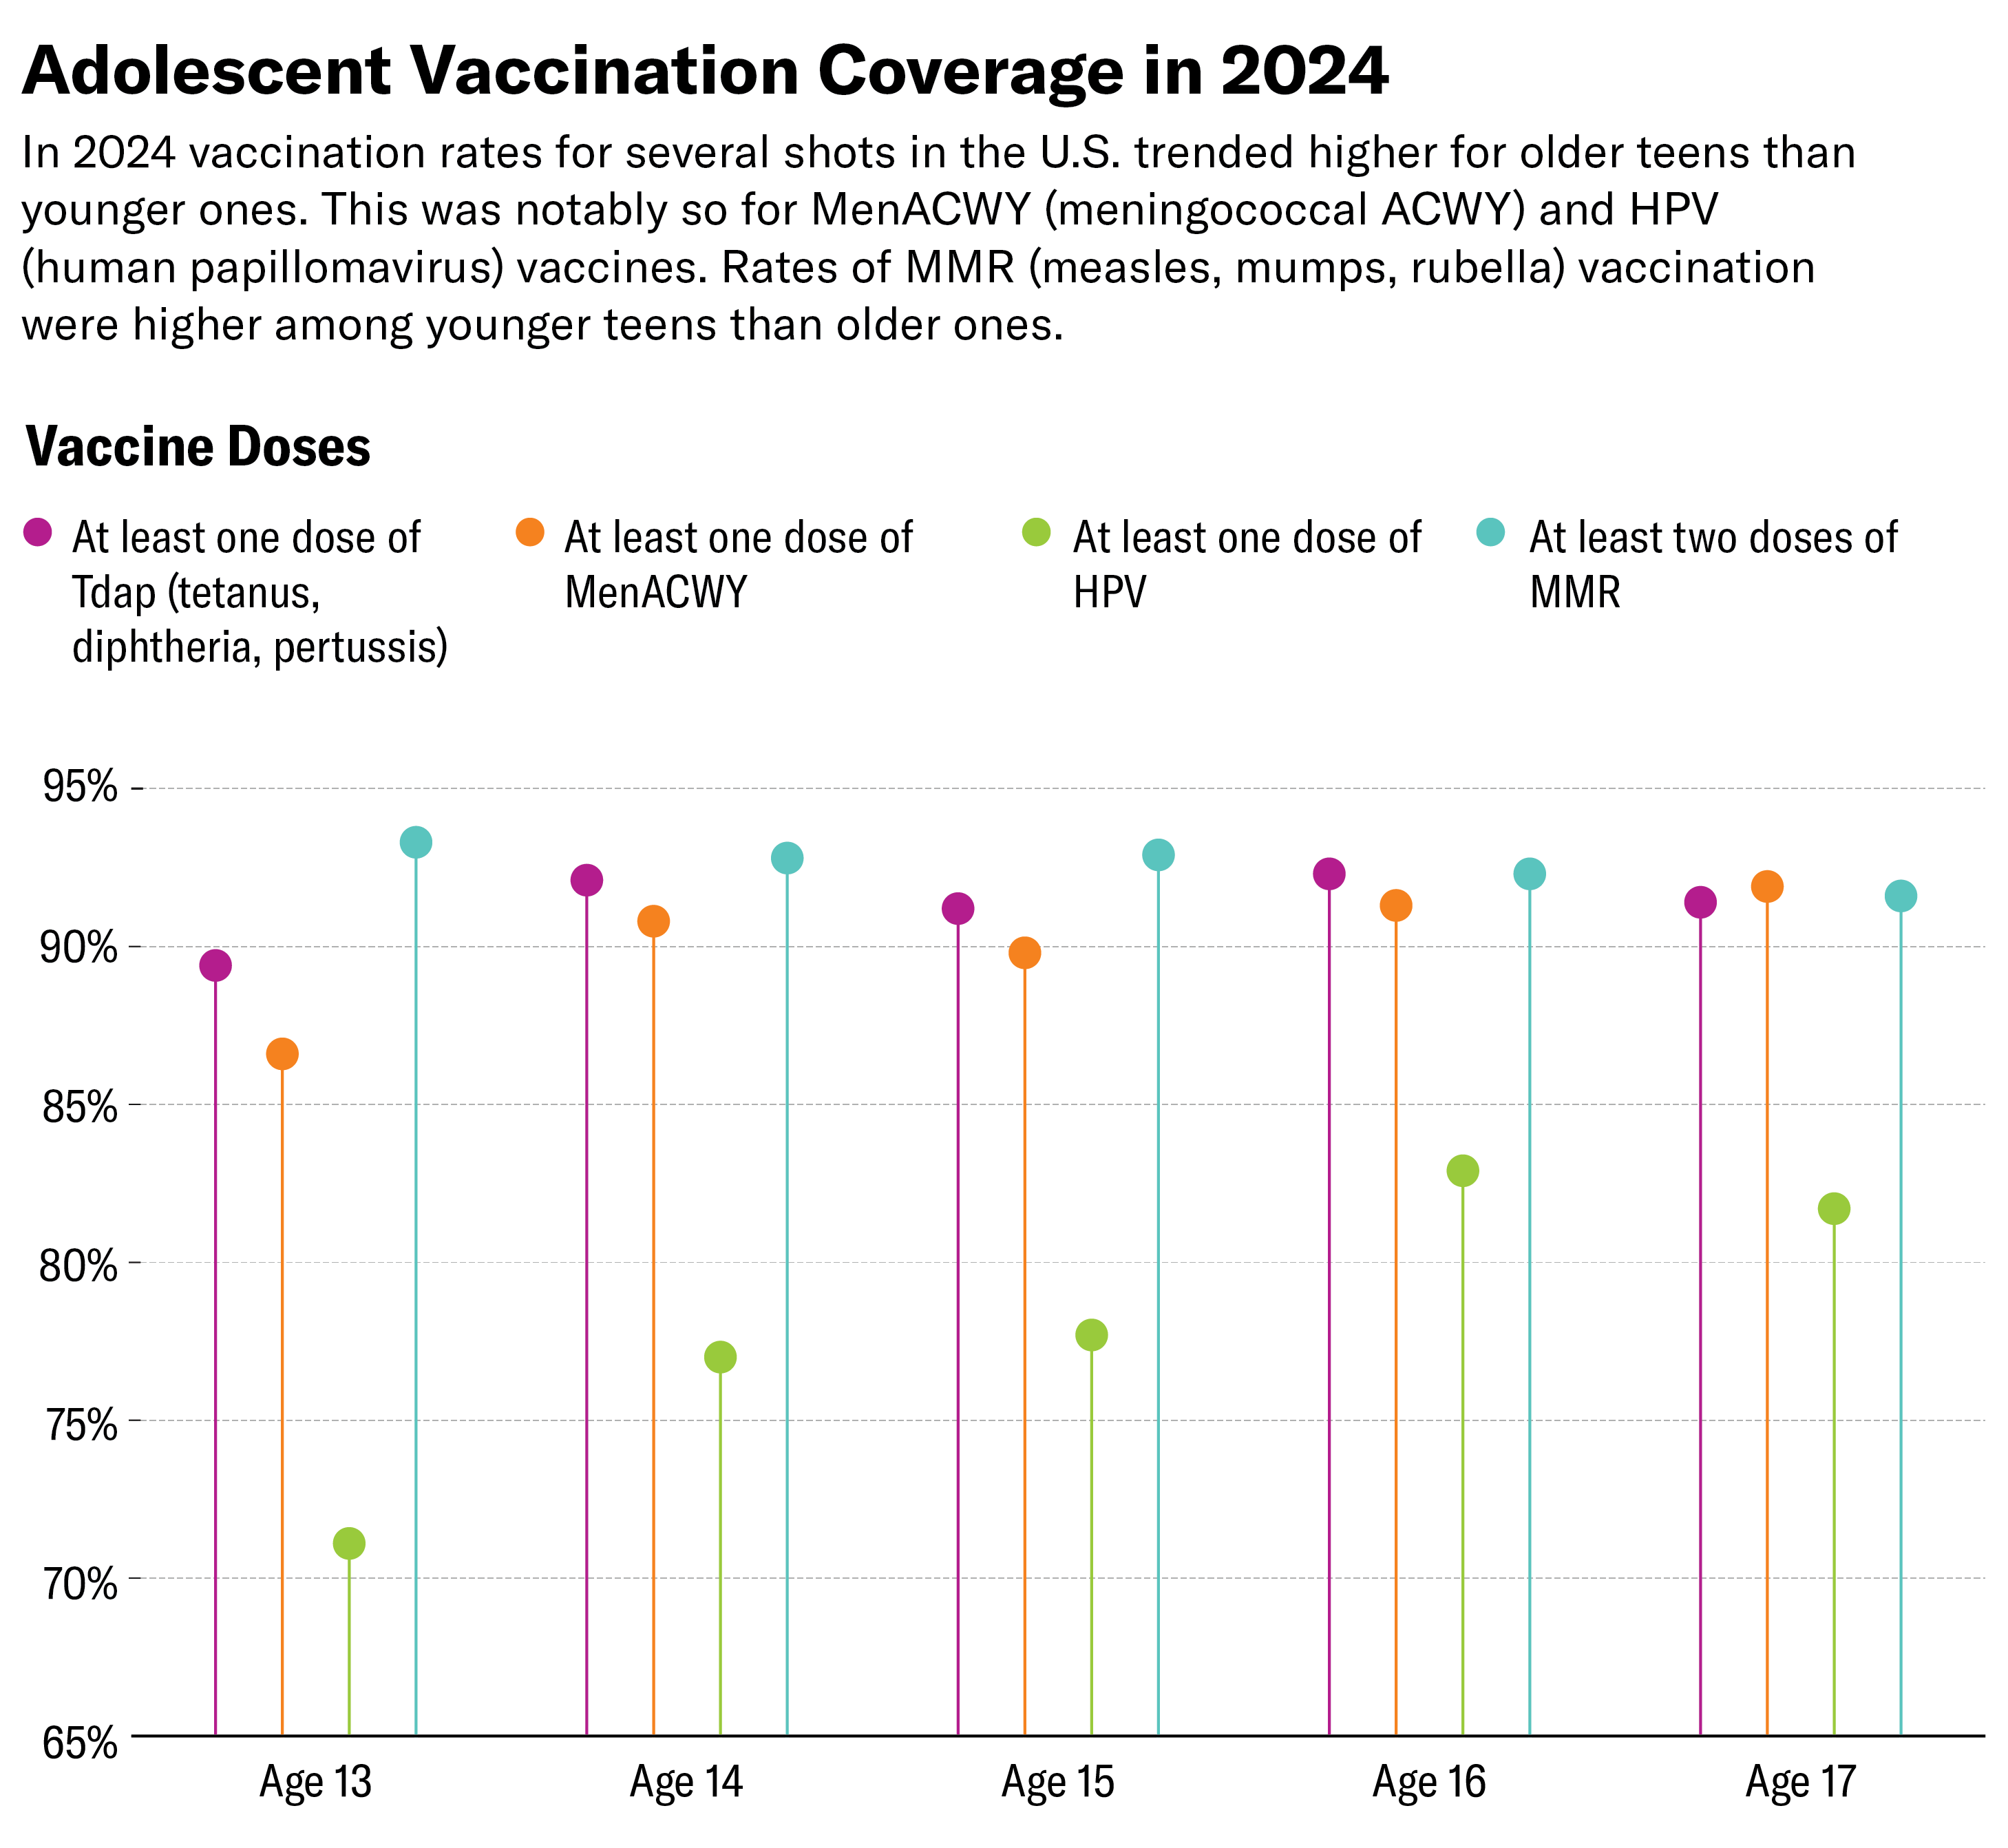 Adolescent Vaccination Coverage in 2024
In 2024 vaccination rates for several shots in the U.S. trended higher for older teens than
younger ones. This was notably so for MenACWY (meningococcal ACWY) and HPV
(human papillomavirus) vaccines. Rates of MMR (measles, mumps, rubella) vaccination
were higher among younger teens than older ones.
Vaccine Doses
At least one dose of
Tdap (tetanus,
diphtheria, pertussis)
At least one dose of
MenACWY
At least one dose of
HPV
At least two doses of
MMR
95%
90%
85%
80%
75%
70%
65%
Age 13
Age 14
Age 15
Age 16
Age 17